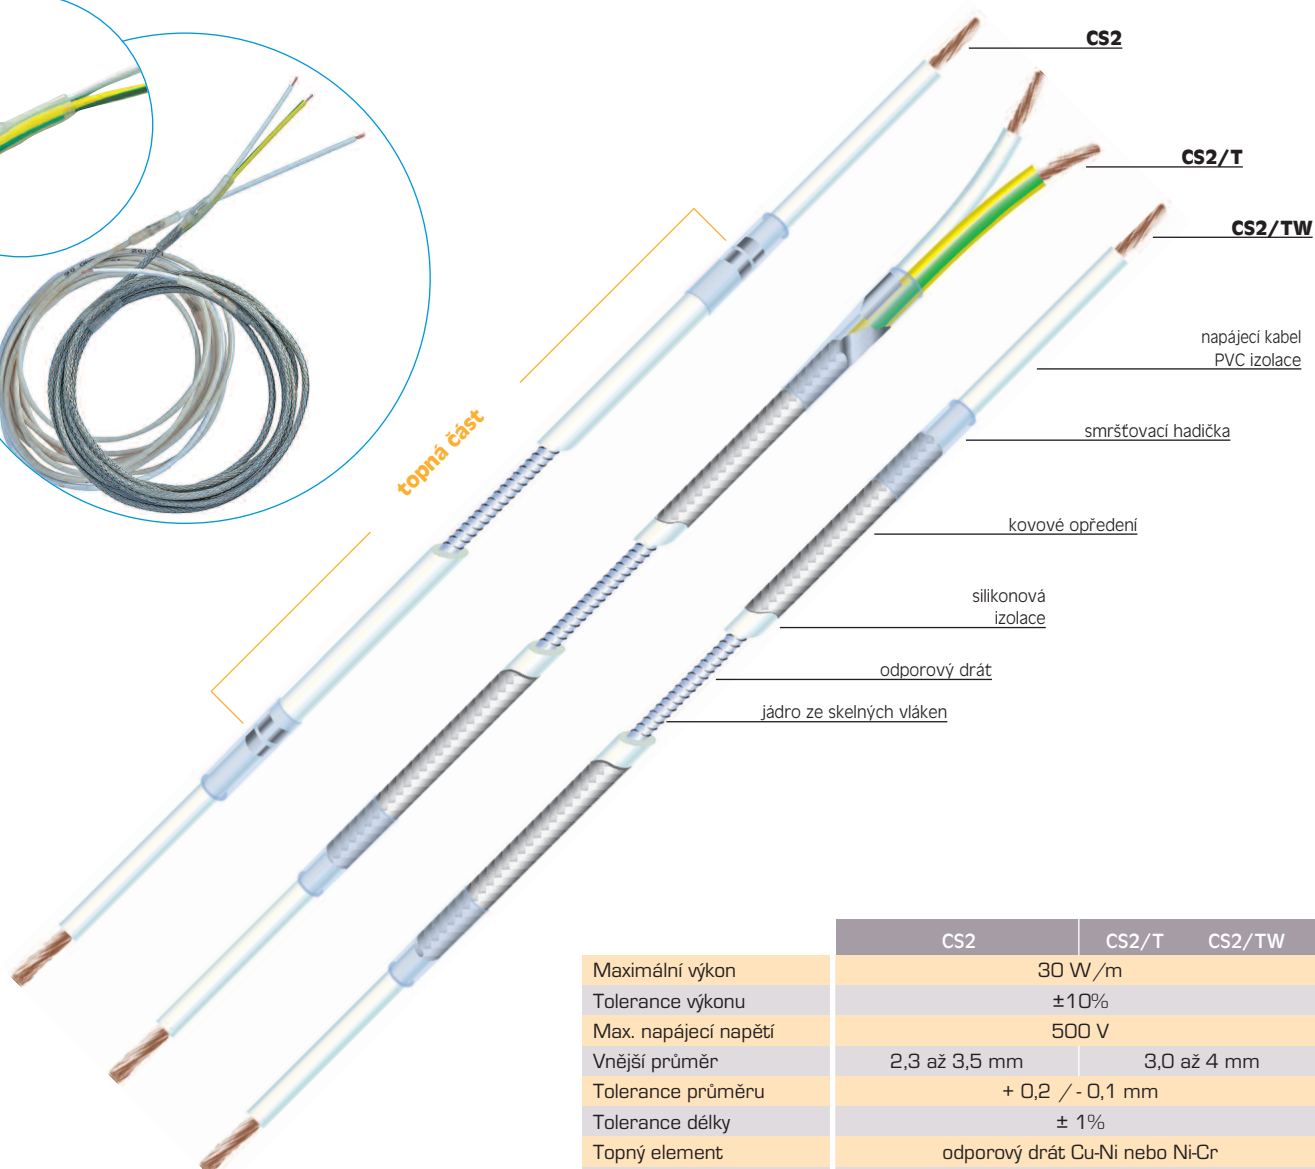 CS2
CS2/T
CS2/TW
napájecí kabel
PVC izolace
smršťovací hadička
topná část
kovové opředení
silikonová
izolace
odporový drát
jádro ze skelných vláken
CS2 CS2/T CS2/TW
Maximální výkon 30 W/m
Tolerance výkonu ±10%
Max. napájecí napětí 500 V
Vnější průměr 2,3 až 3,5 mm 3,0 až 4 mm
Tolerance průměru + 0,2 / - 0,1 mm
Tolerance délky ± 1%
Topný element odporový drát Cu-Ni nebo Ni-Cr